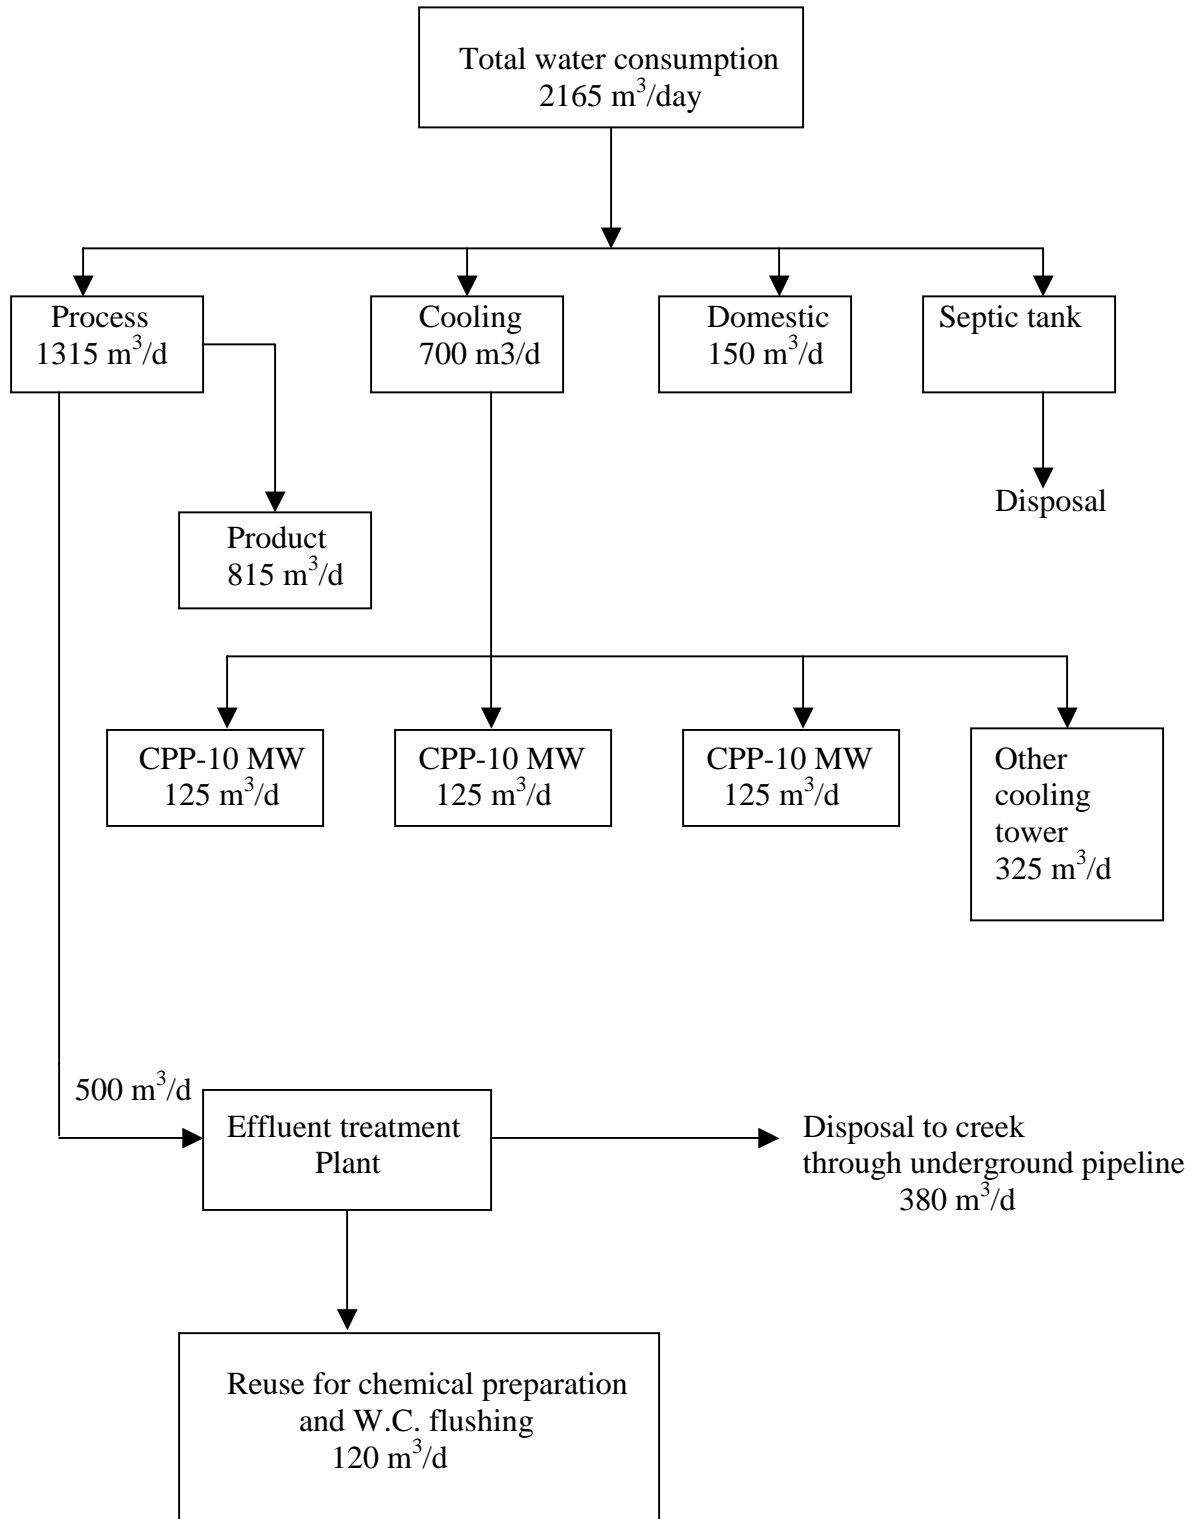 Total water consumption
2165 m³/day
Process
1315 m³/d
Cooling
700 m3/d
Domestic
150 m³/d
Septic tank
Disposal
Product
815 m³/d
CPP-10 MW
125 m³/d
CPP-10 MW
125 m³/d
CPP-10 MW
125 m³/d
Other
cooling
tower
325 m³/d
500 m³/d
Effluent treatment
Plant
Disposal to creek
through underground pipeline
380 m³/d
Reuse for chemical preparation
and W.C. flushing
120 m³/d